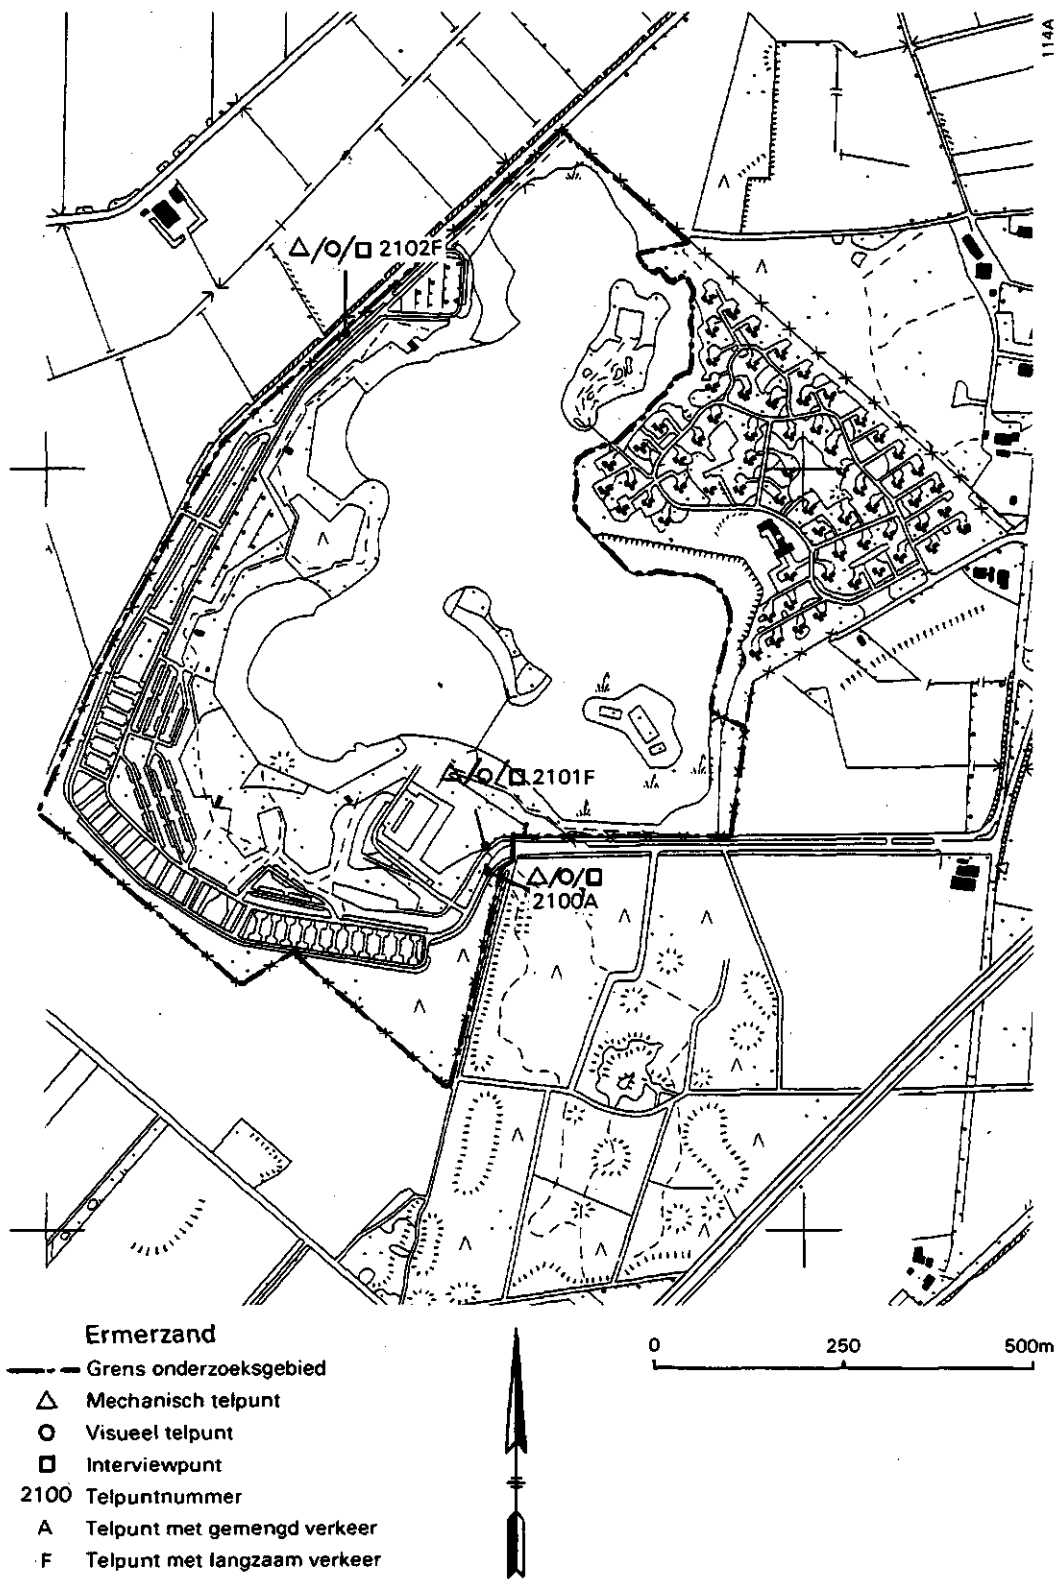 114A
△/○/□ 2102F
△/○/□ 2101F
△/○/□
2100A
Ermerzand
Grens onderzoeksgebied
△ Mechanisch telpunt
○ Visueel telpunt
□ Interviewpunt
2100 Telpuntnummer
A Telpunt met gemengd verkeer
F Telpunt met langzaam verkeer
0 250 500m